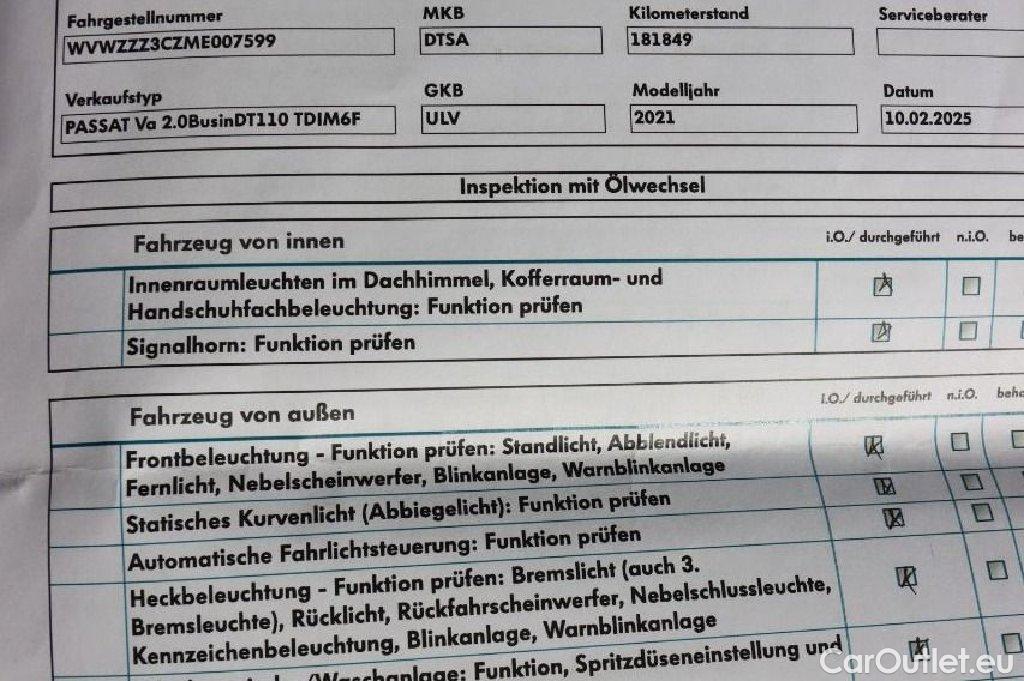 Fahrgestellnummer MKB Kilometerstand Serviceberater
WVWZZZ3CZME007599 DTSA 181849
Verkaufstyp GKB Modelljahr Datum
PASSAT Va 2.0BusinDT110 TDIM6F ULV 2021 10.02.2025
Inspektion mit Ölwechsel
Fahrzeug von innen i.O./ durchgeführt n.i.O. be
Innenraumleuchten im Dachhimmel, Kofferraum- und
Handschuhfachbeleuchtung: Funktion prüfen
Signalhorn: Funktion prüfen
Fahrzeug von außen i.O./ durchgeführt n.i.O. behe
Frontbeleuchtung - Funktion prüfen: Standlicht, Abblendlicht,
Fernlicht, Nebelscheinwerfer, Blinkanlage, Warnblinkanlage
Statisches Kurvenlicht (Abbiegelicht): Funktion prüfen
Automatische Fahrlichtsteuerung: Funktion prüfen
Heckbeleuchtung - Funktion prüfen: Bremslicht (auch 3.
Bremsleuchte), Rücklicht, Rückfahrscheinwerfer, Nebelschlussleuchte,
Kennzeichenbeleuchtung, Blinkanlage, Warnblinkanlage
/Waschanlage: Funktion, Spritzdüseneinstellung und
CarOutlet.eu